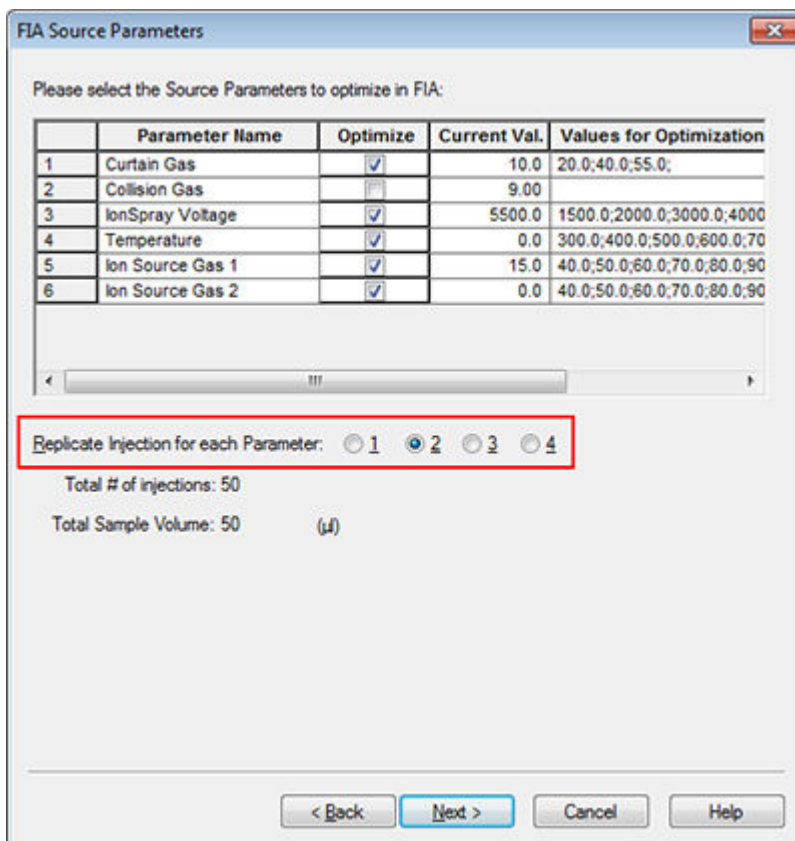 FIA Source Parameters
Please select the Source Parameters to optimize in FIA:
Parameter Name Optimize Current Val. Values for Optimization
1 Curtain Gas 10.0 20.0;40.0;55.0;
2 Collision Gas 9.00
3 IonSpray Voltage 5500.0 1500.0;2000.0;3000.0;4000
4 Temperature 0.0 300.0;400.0;500.0;600.0;70
5 Ion Source Gas 1 15.0 40.0;50.0;60.0;70.0;80.0;90
6 Ion Source Gas 2 0.0 40.0;50.0;60.0;70.0;80.0;90
Replicate Injection for each Parameter: 1 2 3 4
Total # of injections: 50
Total Sample Volume: 50 (µl)
< Back Next > Cancel Help